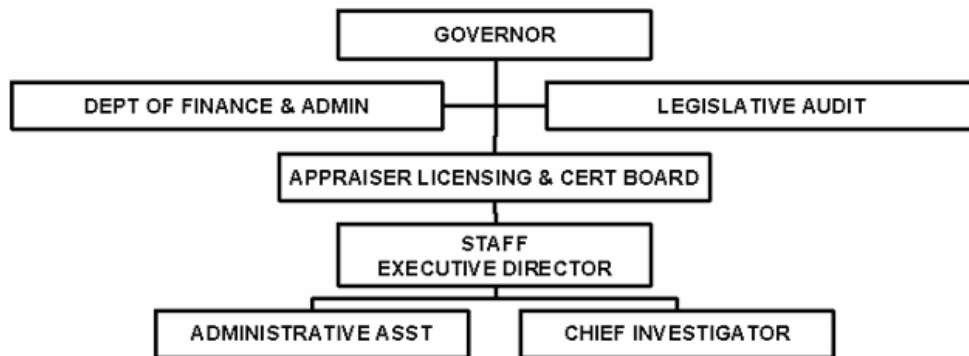 GOVERNOR
DEPT OF FINANCE & ADMIN
LEGISLATIVE AUDIT
APPRAISER LICENSING & CERT BOARD
STAFF
EXECUTIVE DIRECTOR
ADMINISTRATIVE ASST
CHIEF INVESTIGATOR